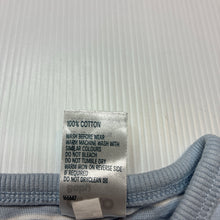 100% COTTON
WASH BEFORE WEAR
WARM MACHINE WASH WITH
SIMILAR COLOURS
DO NOT BLEACH
DO NOT TUMBLE DRY
WARM IRON ON REVERSE SIDE
IF REQUIRED
DO NOT DRYCLEAN